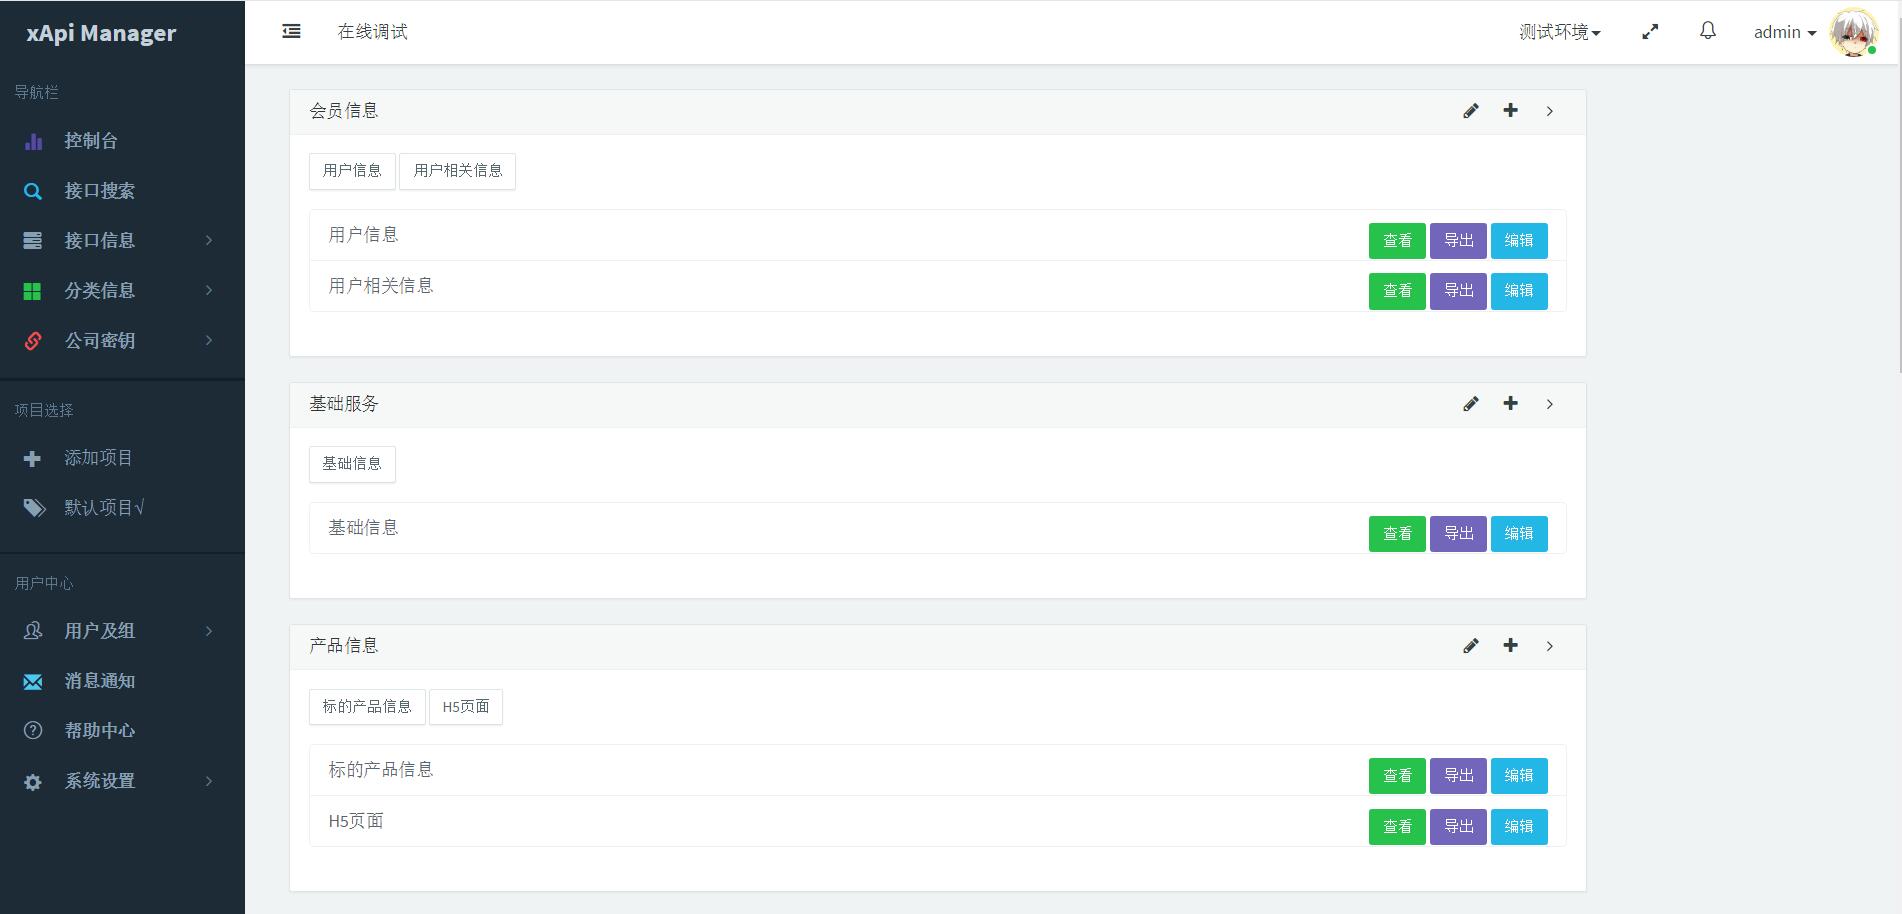 xApi Manager
在线调试
测试环境
admin
导航栏
控制台
接口搜索
接口信息
分类信息
公司密钥
项目选择
添加项目
默认项目√
用户中心
用户及组
消息通知
帮助中心
系统设置
会员信息
用户信息 用户相关信息
用户信息 查看 导出 编辑
用户相关信息 查看 导出 编辑
基础服务
基础信息
基础信息 查看 导出 编辑
产品信息
标的产品信息 H5页面
标的产品信息 查看 导出 编辑
H5页面 查看 导出 编辑